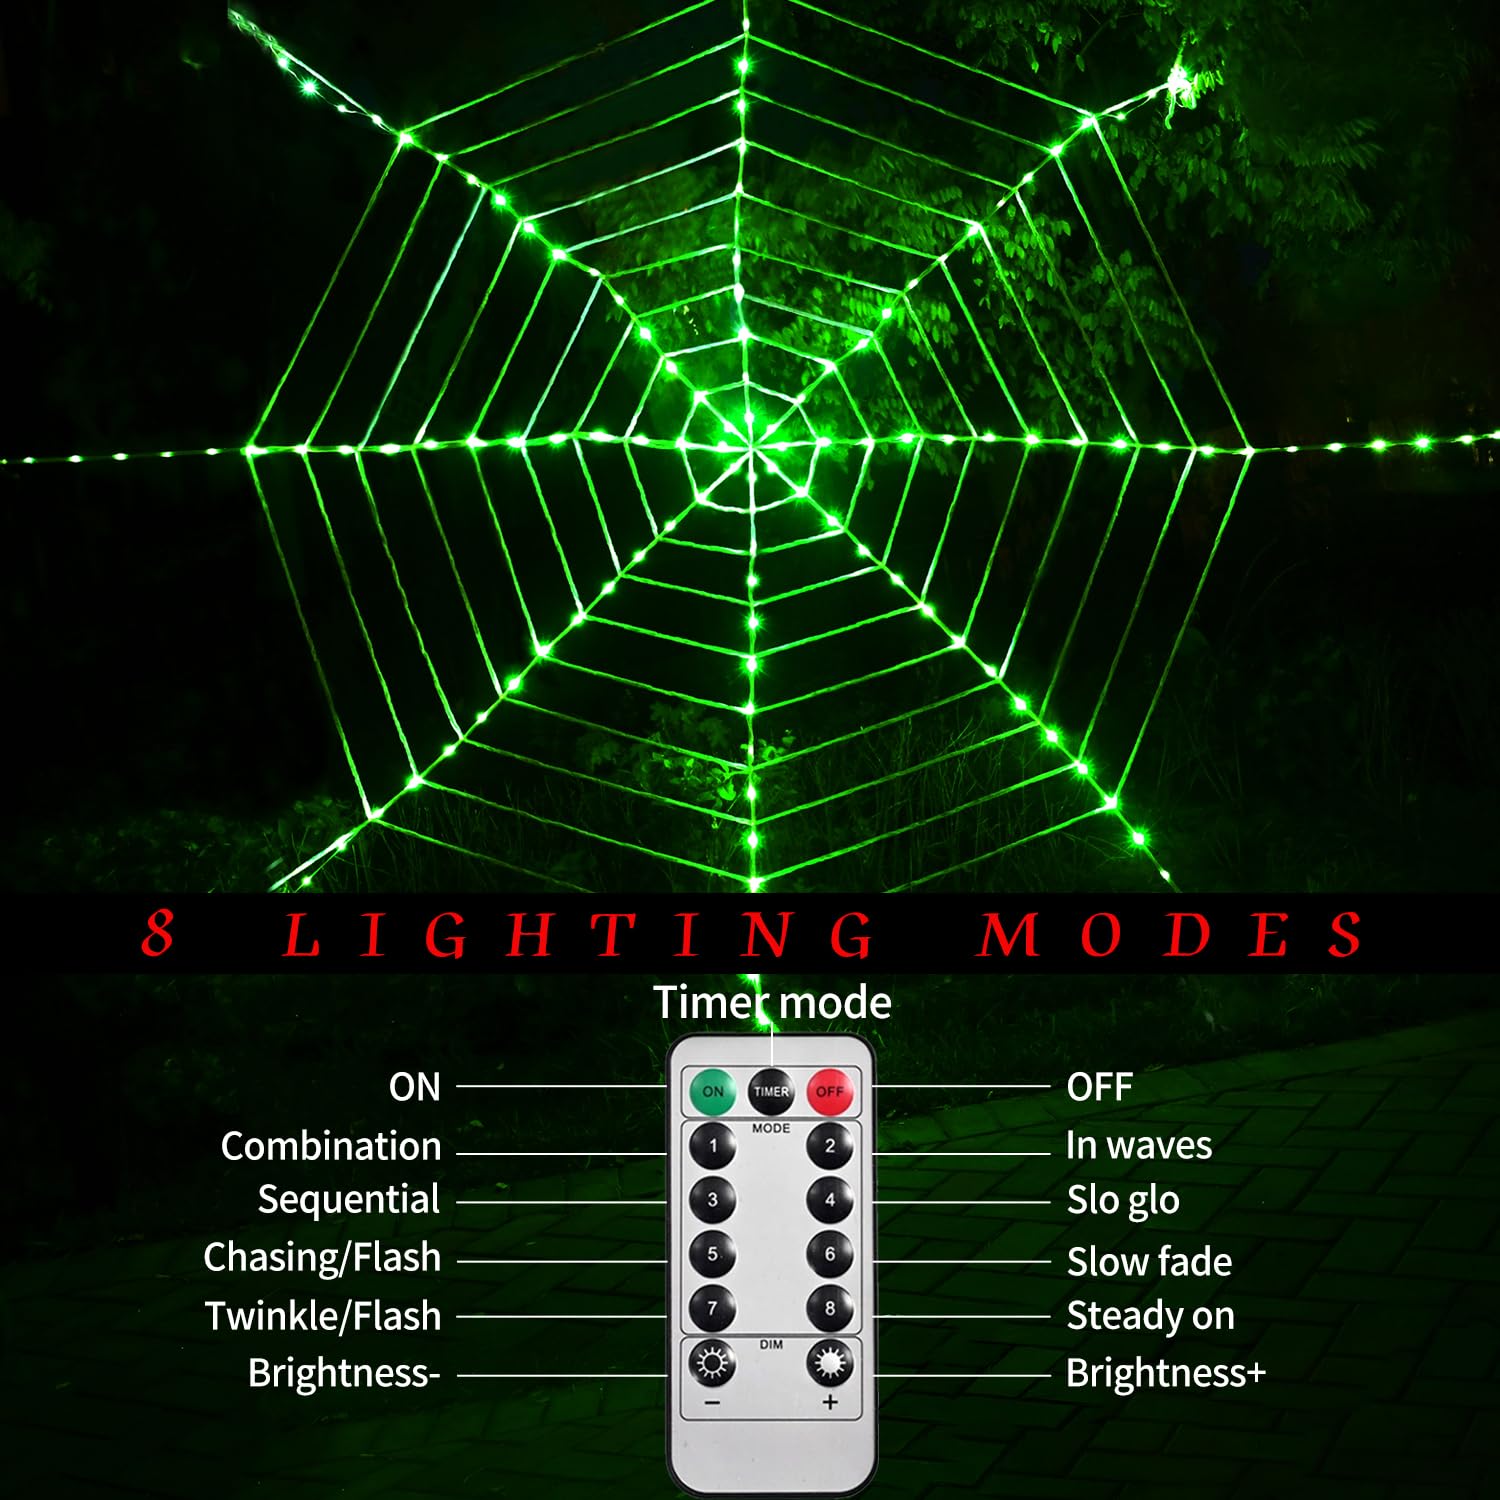 8 LIGHTING MODES
Timer mode
ON
OFF
ON TIMER OFF
MODE
Combination
1 2
In waves
Sequential
3 4
Slo glo
Chasing/Flash
5 6
Slow fade
Twinkle/Flash
7 8
Steady on
DIM
Brightness-
Brightness+
− +